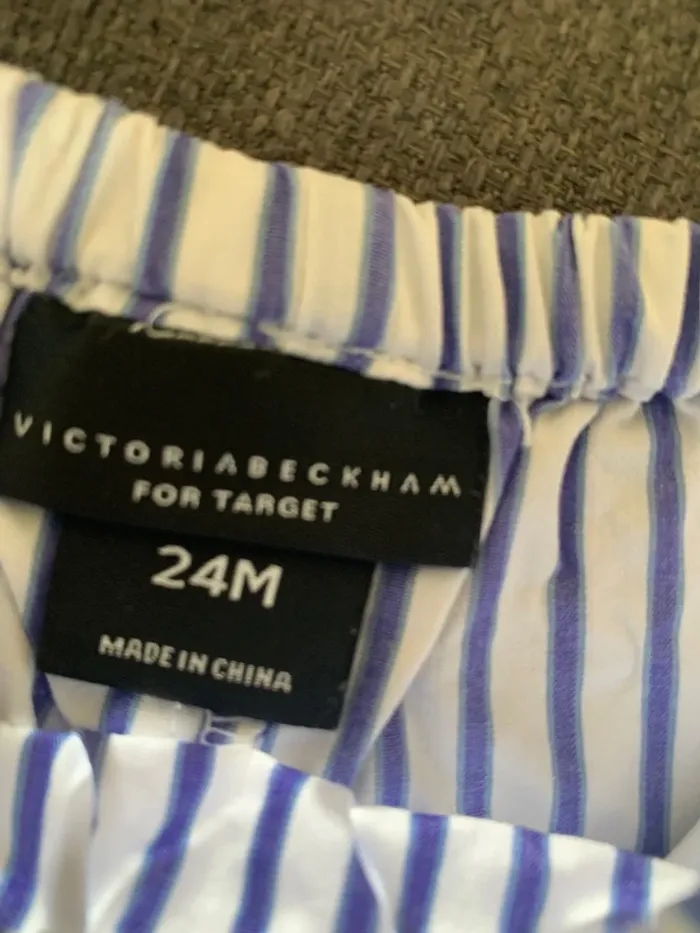 VICTORIABECKHAM
FOR TARGET
24M
MADE IN CHINA